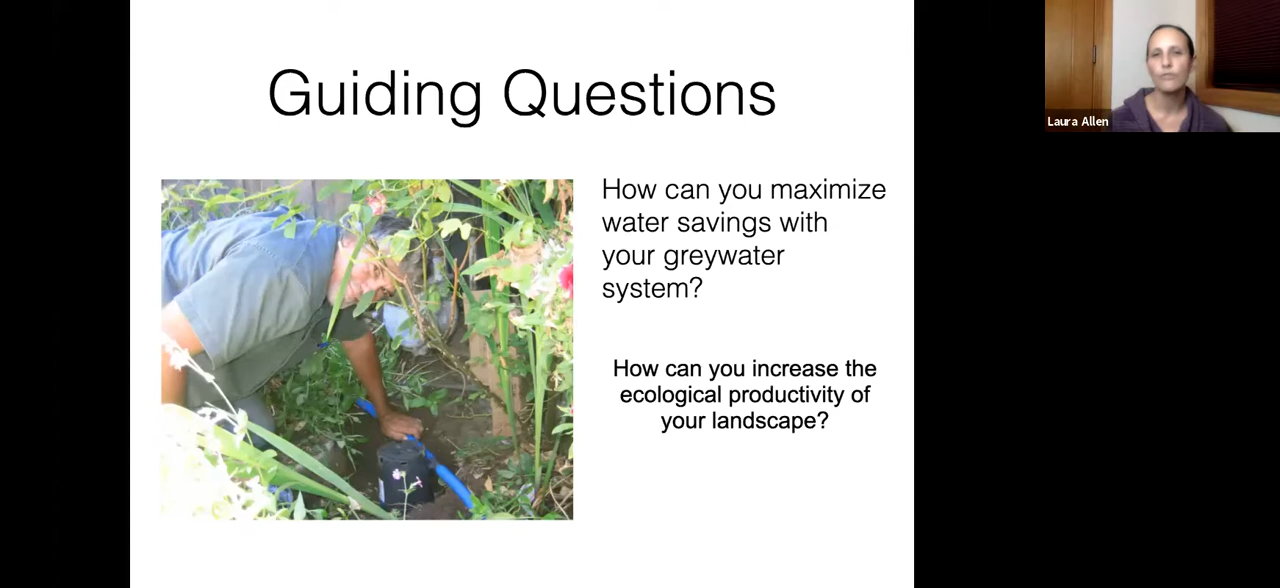 Guiding Questions
Laura Allen
How can you maximize
water savings with
your greywater
system?
How can you increase the
ecological productivity of
your landscape?